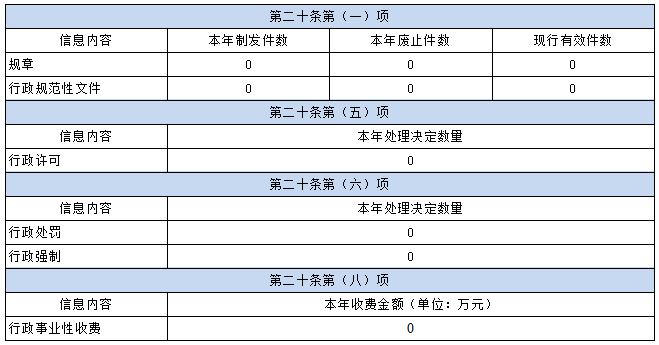 第二十条第（一）项
信息内容 本年制发件数 本年废止件数 现行有效件数
规章 0 0 0
行政规范性文件 0 0 0
第二十条第（五）项
信息内容 本年处理决定数量
行政许可 0
第二十条第（六）项
信息内容 本年处理决定数量
行政处罚 0
行政强制 0
第二十条第（八）项
信息内容 本年收费金额（单位：万元）
行政事业性收费 0